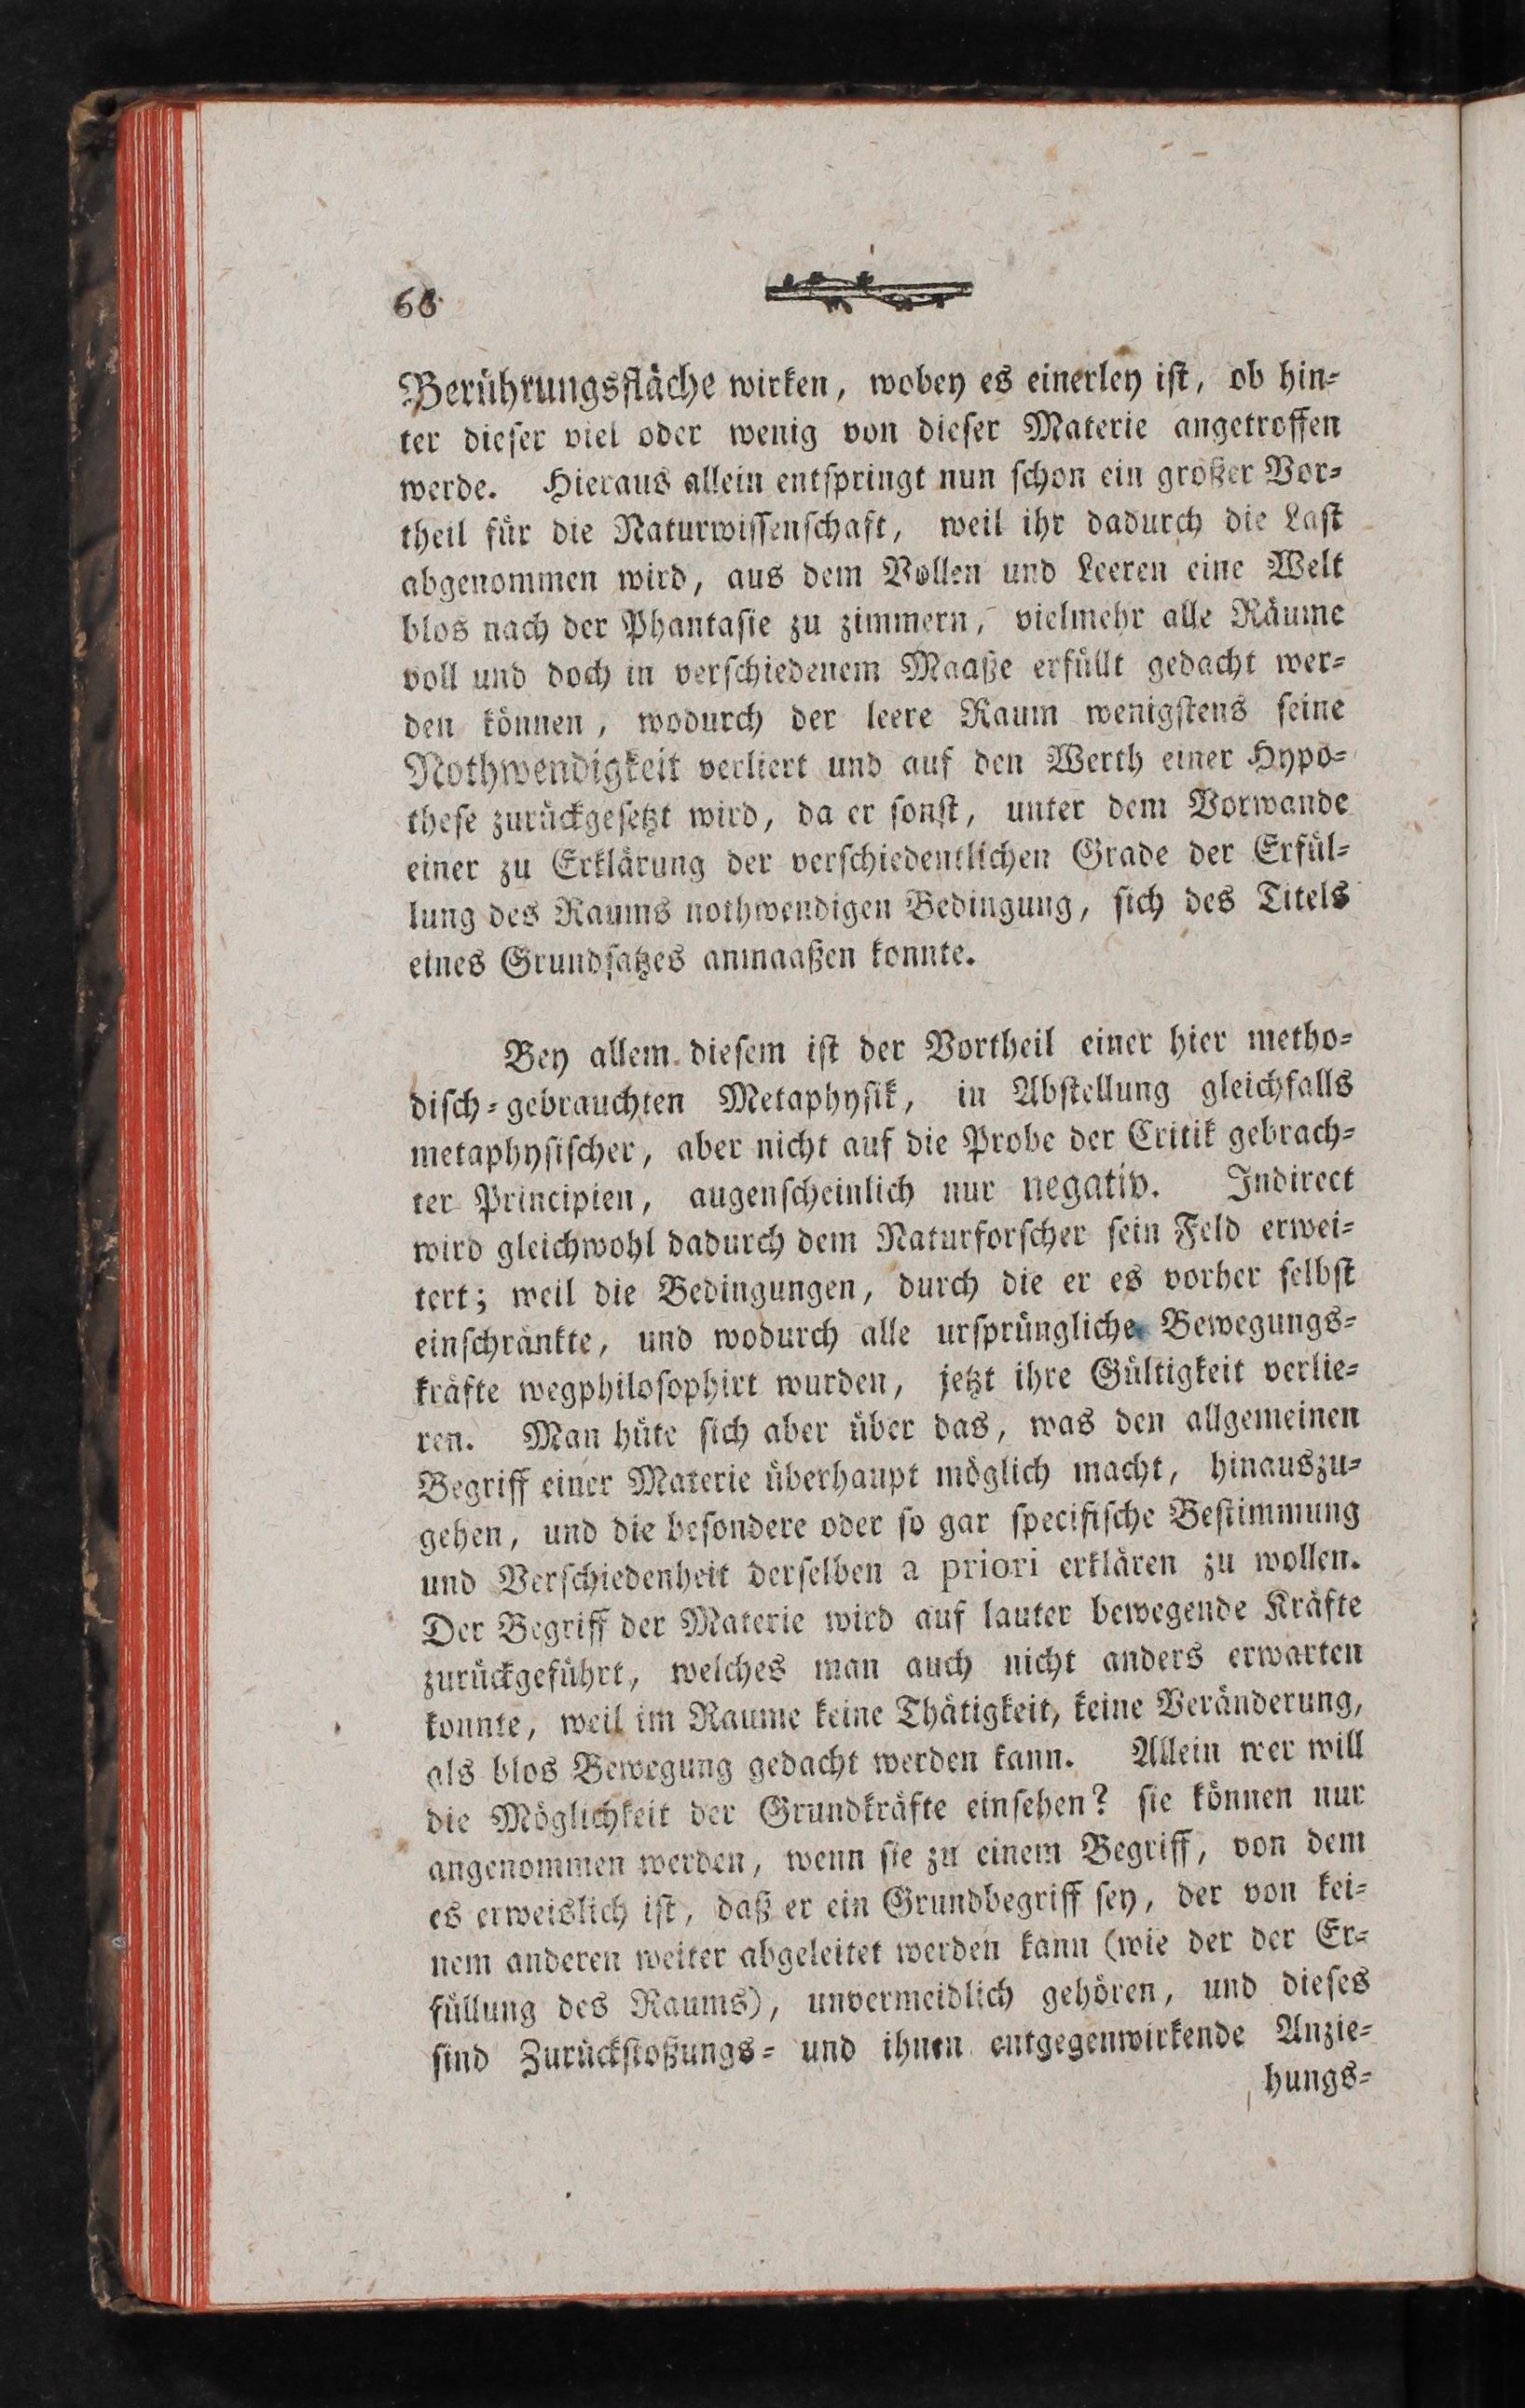 68
Berührungsfläche wirken, wobey es einerley ist, ob hin-
ter dieser viel oder wenig von dieser Materie angetroffen
werde. Hieraus allein entspringt nun schon ein großer Vor-
theil für die Naturwissenschaft, weil ihr dadurch die Last
abgenommen wird, aus dem Vollen und Leeren eine Welt
blos nach der Phantasie zu zimmern, vielmehr alle Räume
voll und doch in verschiedenem Maaße erfüllt gedacht wer-
den können, wodurch der leere Raum wenigstens seine
Nothwendigkeit verliert und auf den Werth einer Hypo-
these zurückgesetzt wird, da er sonst, unter dem Vorwande
einer zu Erklärung der verschiedentlichen Grade der Erfül-
lung des Raums nothwendigen Bedingung, sich des Titels
eines Grundsatzes anmaaßen konnte.
Bey allem diesem ist der Vortheil einer hier metho-
disch-gebrauchten Metaphysik, in Abstellung gleichfalls
metaphysischer, aber nicht auf die Probe der Critik gebrach-
ter Principien, augenscheinlich nur negativ. Indirect
wird gleichwohl dadurch dem Naturforscher sein Feld erwei-
tert; weil die Bedingungen, durch die er es vorher selbst
einschränkte, und wodurch alle ursprüngliche Bewegungs-
kräfte wegphilosophirt wurden, jetzt ihre Gültigkeit verlie-
ren. Man hüte sich aber über das, was den allgemeinen
Begriff einer Materie überhaupt möglich macht, hinauszu-
gehen, und die besondere oder so gar specifische Bestimmung
und Verschiedenheit derselben a priori erklären zu wollen.
Der Begriff der Materie wird auf lauter bewegende Kräfte
zurückgeführt, welches man auch nicht anders erwarten
konnte, weil im Raume keine Thätigkeit, keine Veränderung,
als blos Bewegung gedacht werden kann. Allein wer will
die Möglichkeit der Grundkräfte einsehen? sie können nur
angenommen werden, wenn sie zu einem Begriff, von dem
es erweislich ist, daß er ein Grundbegriff sey, der von kei-
nem anderen weiter abgeleitet werden kann (wie der der Er-
füllung des Raums), unvermeidlich gehören, und dieses
sind Zurückstoßungs- und ihnen entgegenwirkende Anzie-
hungs-